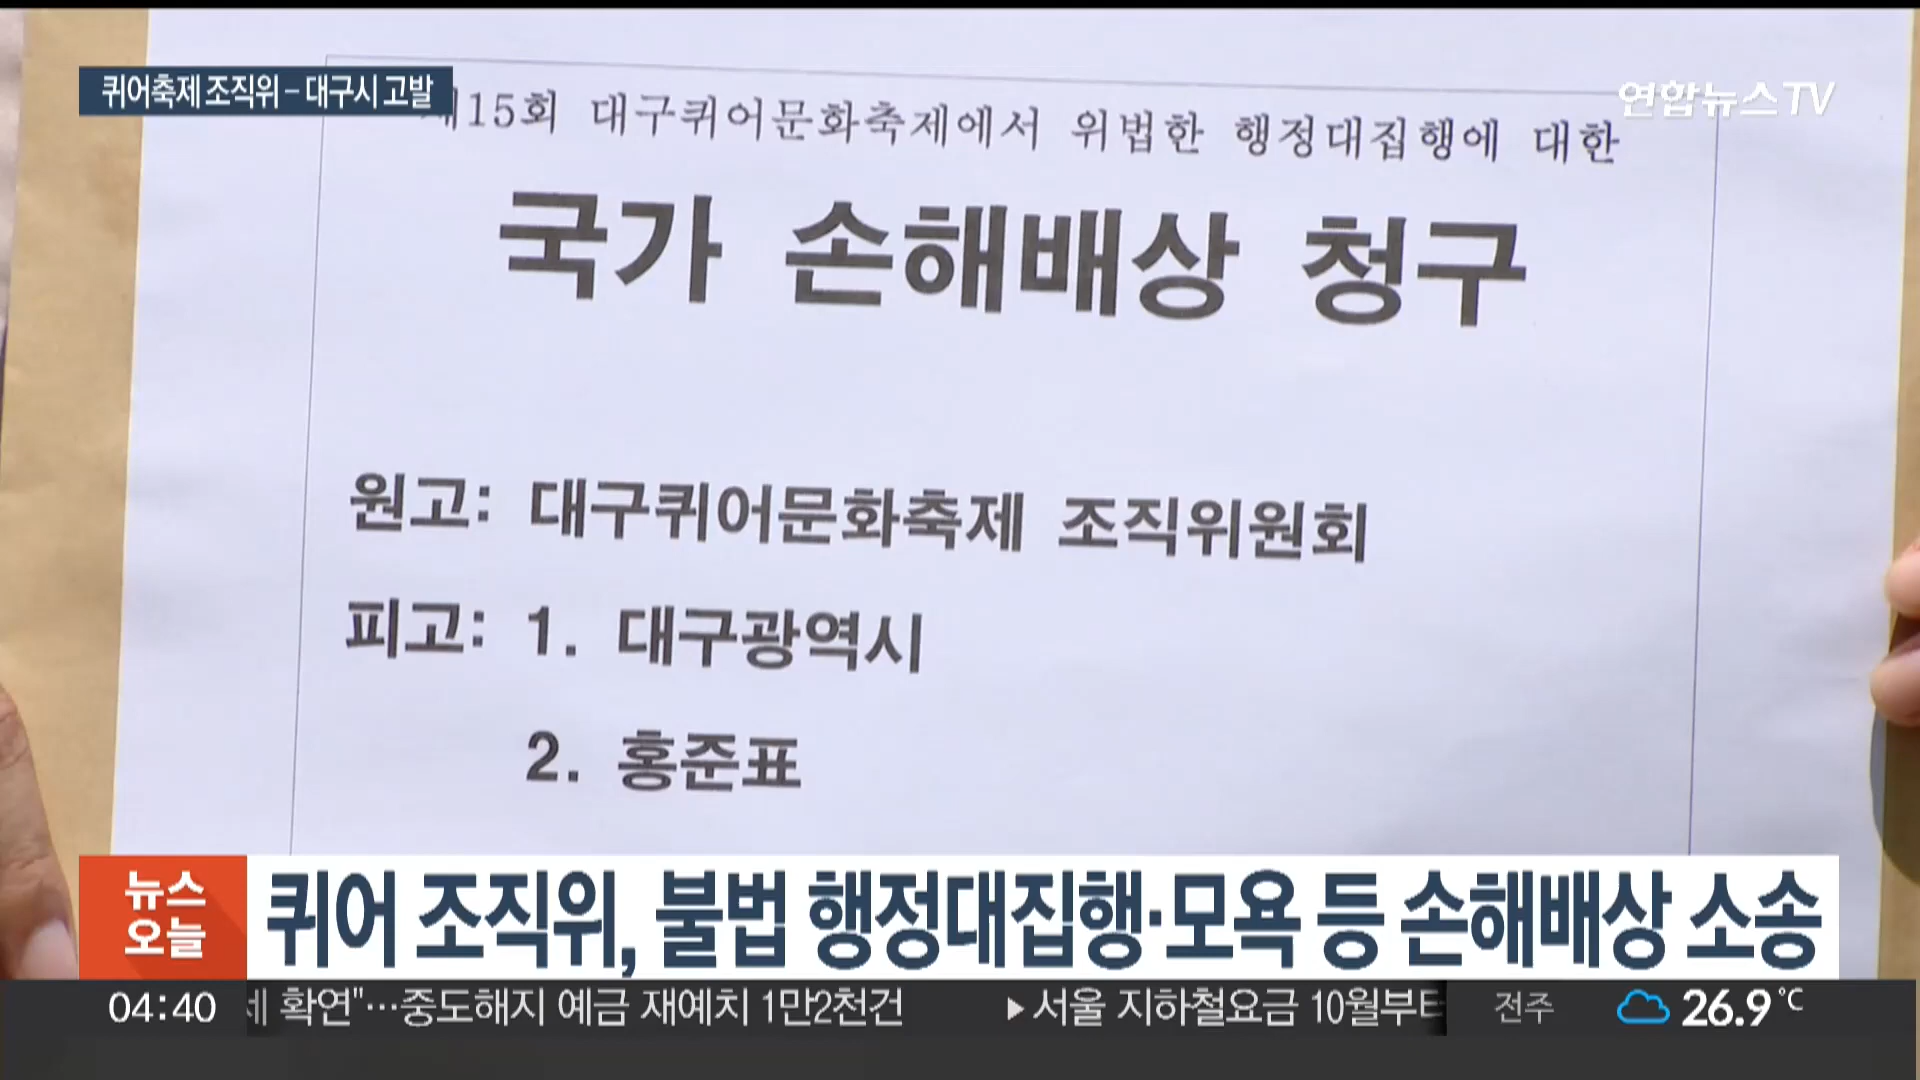 퀴어축제 조직위 – 대구시 고발
연합뉴스TV
제15회 대구퀴어문화축제에서 위법한 행정대집행에 대한
국가 손해배상 청구
원고: 대구퀴어문화축제 조직위원회
피고: 1. 대구광역시
2. 홍준표
뉴스
오늘
퀴어 조직위, 불법 행정대집행·모욕 등 손해배상 소송
04:40 확연"…중도해지 예금 재예치 1만2천건 ▶서울 지하철요금 10월부터 전주 26.9℃